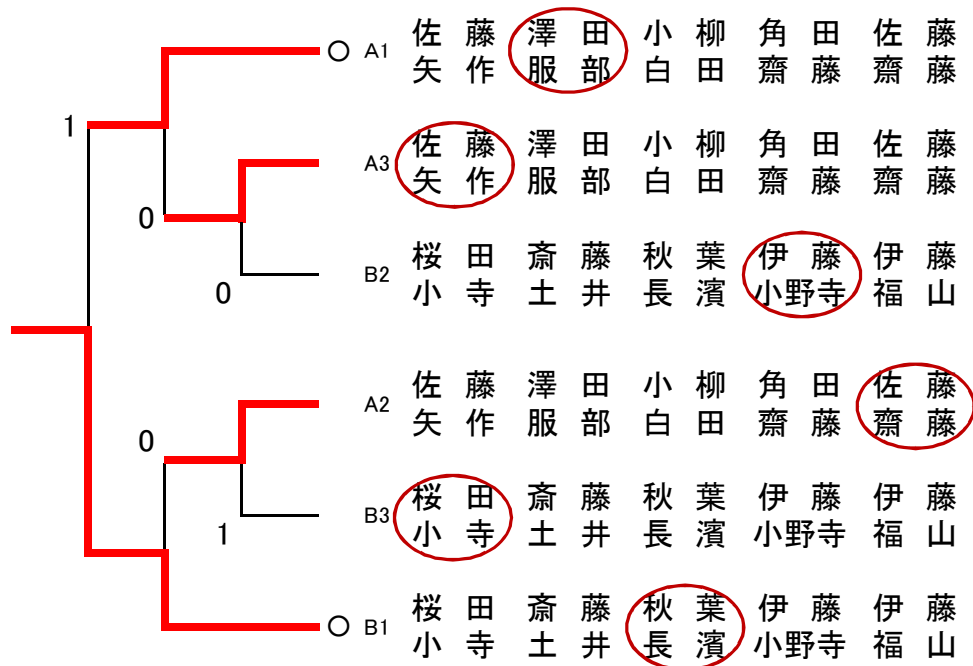 ○ A1 佐藤 澤田 小柳 角田 佐藤
矢作 服部 白田 齋藤 齋藤
1
A3 佐藤 澤田 小柳 角田 佐藤
矢作 服部 白田 齋藤 齋藤
0
B2 桜田 斎藤 秋葉 伊藤 伊藤
小寺 土井 長濱 小野寺 福山
0
A2 佐藤 澤田 小柳 角田 佐藤
矢作 服部 白田 齋藤 齋藤
0
B3 桜田 斎藤 秋葉 伊藤 伊藤
小寺 土井 長濱 小野寺 福山
1
○ B1 桜田 斎藤 秋葉 伊藤 伊藤
小寺 土井 長濱 小野寺 福山